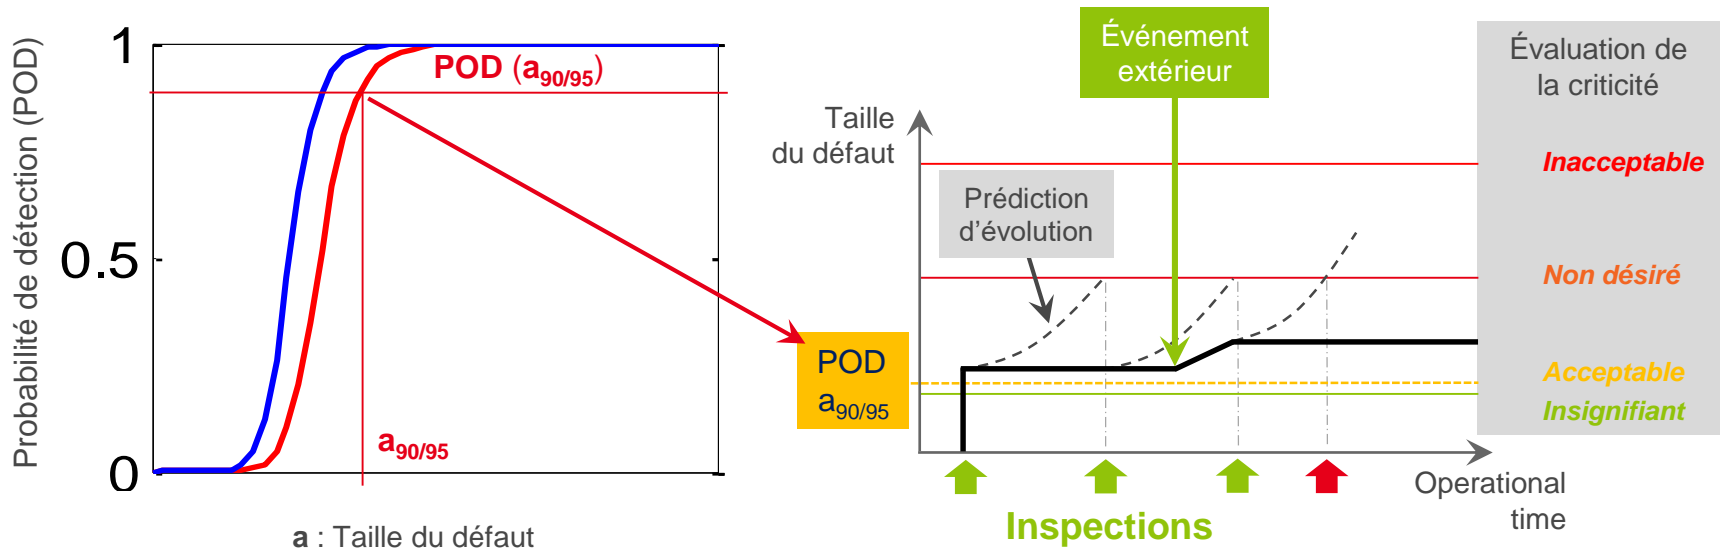 Probabilité de détection (POD)
1
0.5
0
POD (a90/95)
a90/95
a : Taille du défaut
Événement
extérieur
Évaluation de
la criticité
Taille
du défaut
Prédiction
d’évolution
Inacceptable
Non désiré
Acceptable
Insignifiant
POD
a90/95
Inspections
Operational
time